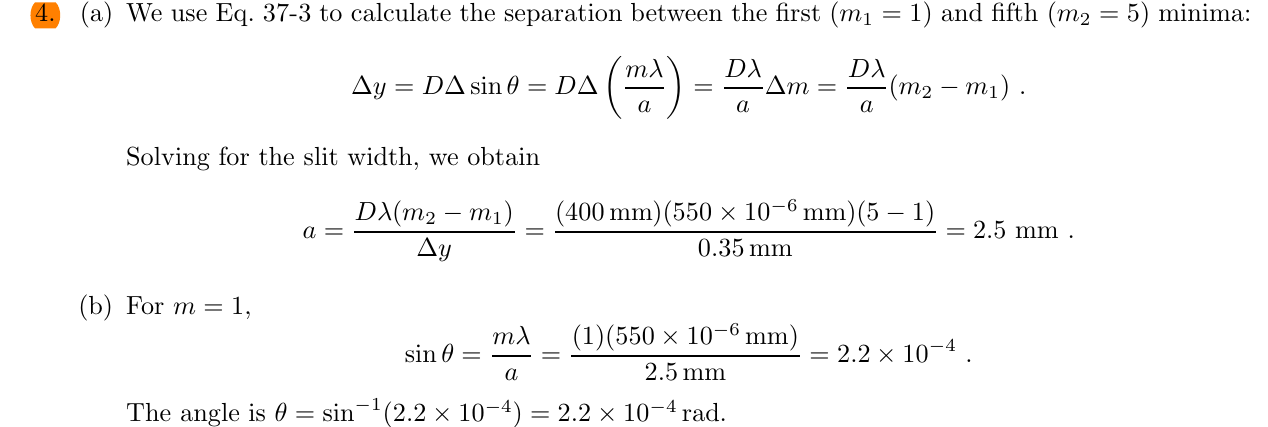 4. (a) We use Eq. 37-3 to calculate the separation between the first (m₁ = 1) and fifth (m₂ = 5) minima:
Δy = DΔ sin θ = DΔ (mλ/a) = Dλ/a Δm = Dλ/a (m₂ − m₁) .
Solving for the slit width, we obtain
a = Dλ(m₂ − m₁)/Δy = (400 mm)(550 × 10⁻⁶ mm)(5 − 1)/0.35 mm = 2.5 mm .
(b) For m = 1,
sin θ = mλ/a = (1)(550 × 10⁻⁶ mm)/2.5 mm = 2.2 × 10⁻⁴ .
The angle is θ = sin⁻¹(2.2 × 10⁻⁴) = 2.2 × 10⁻⁴ rad.